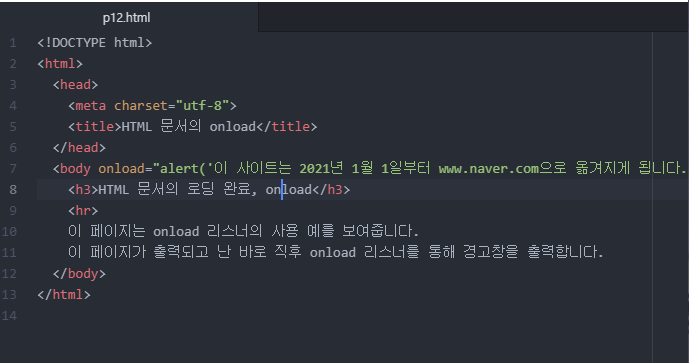 p12.html
1 <!DOCTYPE html>
2 <html>
3 <head>
4 <meta charset="utf-8">
5 <title>HTML 문서의 onload</title>
6 </head>
7 <body onload="alert('이 사이트는 2021년 1월 1일부터 www.naver.com으로 옮겨지게 됩니다.
8 <h3>HTML 문서의 로딩 완료, onload</h3>
9 <hr>
10 이 페이지는 onload 리스너의 사용 예를 보여줍니다.
11 이 페이지가 출력되고 난 바로 직후 onload 리스너를 통해 경고창을 출력합니다.
12 </body>
13 </html>
14